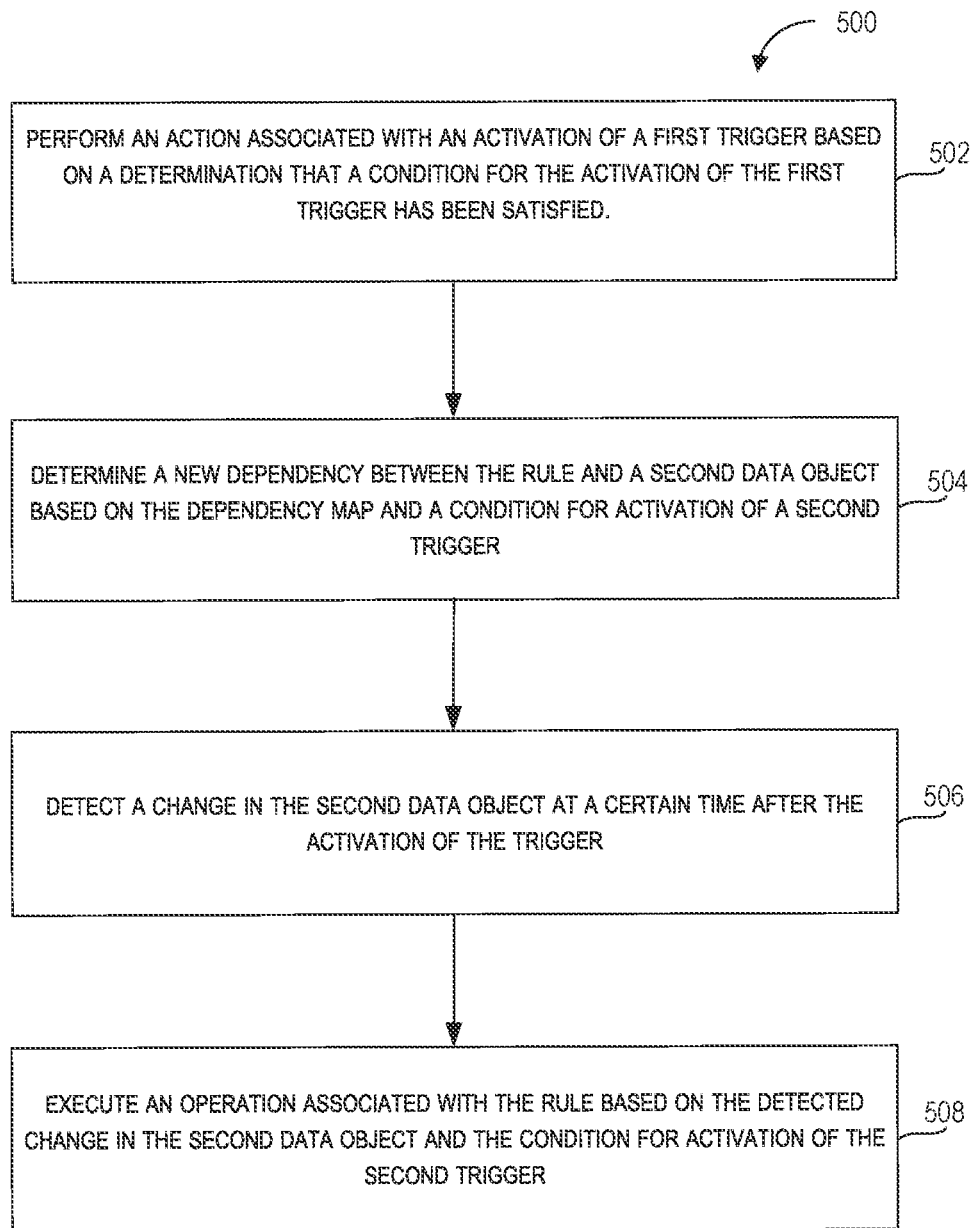 500
PERFORM AN ACTION ASSOCIATED WITH AN ACTIVATION OF A FIRST TRIGGER BASED
ON A DETERMINATION THAT A CONDITION FOR THE ACTIVATION OF THE FIRST
TRIGGER HAS BEEN SATISFIED.
502
DETERMINE A NEW DEPENDENCY BETWEEN THE RULE AND A SECOND DATA OBJECT
BASED ON THE DEPENDENCY MAP AND A CONDITION FOR ACTIVATION OF A SECOND
TRIGGER
504
DETECT A CHANGE IN THE SECOND DATA OBJECT AT A CERTAIN TIME AFTER THE
ACTIVATION OF THE TRIGGER
506
EXECUTE AN OPERATION ASSOCIATED WITH THE RULE BASED ON THE DETECTED
CHANGE IN THE SECOND DATA OBJECT AND THE CONDITION FOR ACTIVATION OF THE
SECOND TRIGGER
508